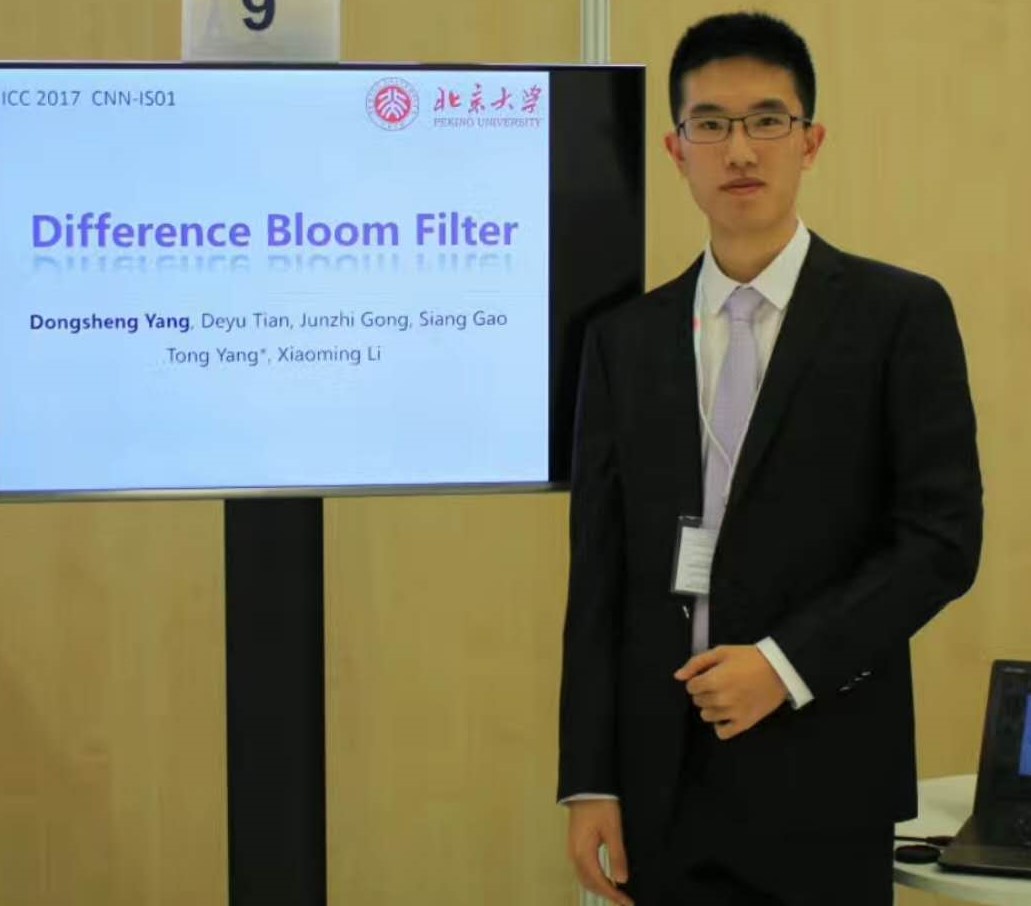 9
ICC 2017 CNN-IS01
北京大学
PEKING UNIVERSITY
Difference Bloom Filter
Dongsheng Yang, Deyu Tian, Junzhi Gong, Siang Gao
Tong Yang*, Xiaoming Li